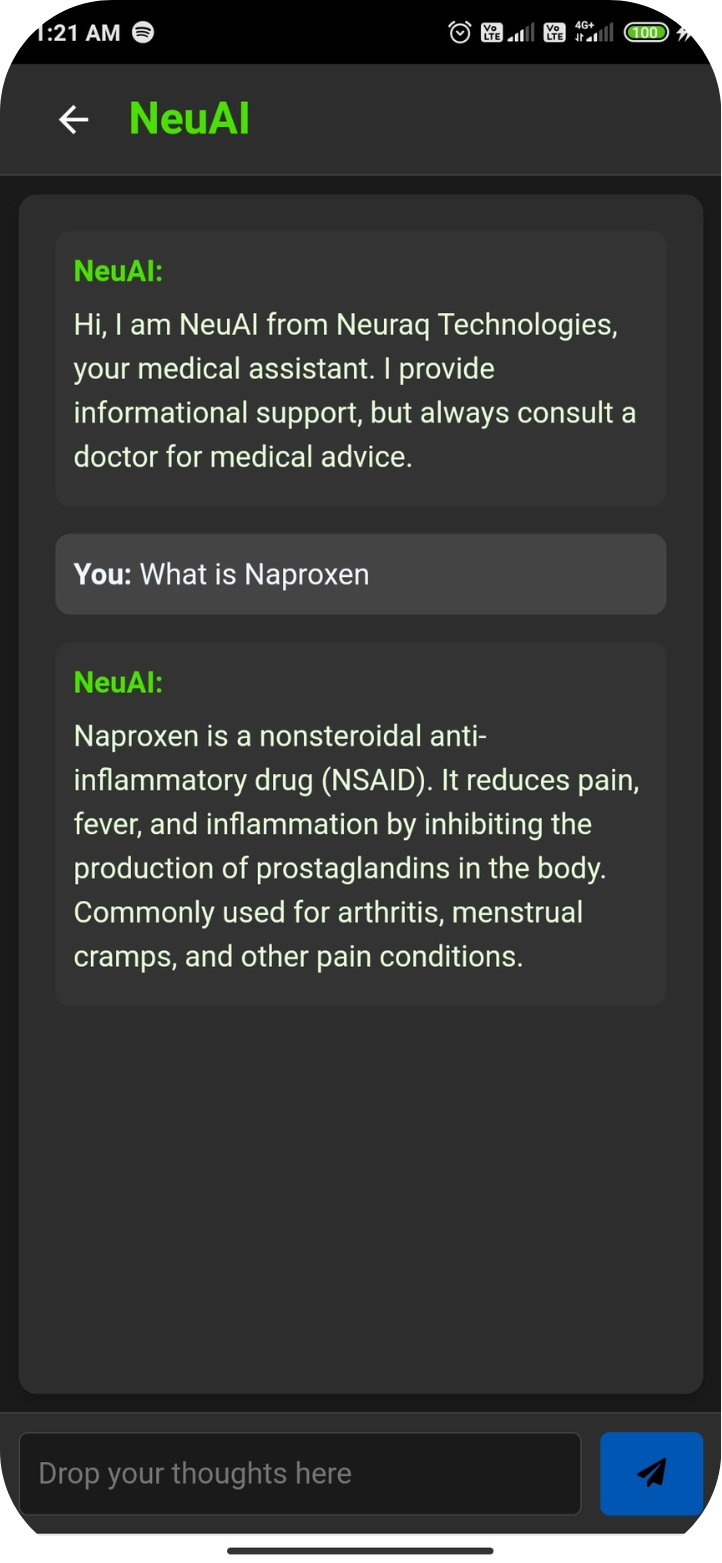 1:21 AM
Vo LTE
Vo LTE
4G+
100
NeuAI
NeuAI:
Hi, I am NeuAI from Neuraq Technologies,
your medical assistant. I provide
informational support, but always consult a
doctor for medical advice.
You: What is Naproxen
NeuAI:
Naproxen is a nonsteroidal anti-
inflammatory drug (NSAID). It reduces pain,
fever, and inflammation by inhibiting the
production of prostaglandins in the body.
Commonly used for arthritis, menstrual
cramps, and other pain conditions.
Drop your thoughts here